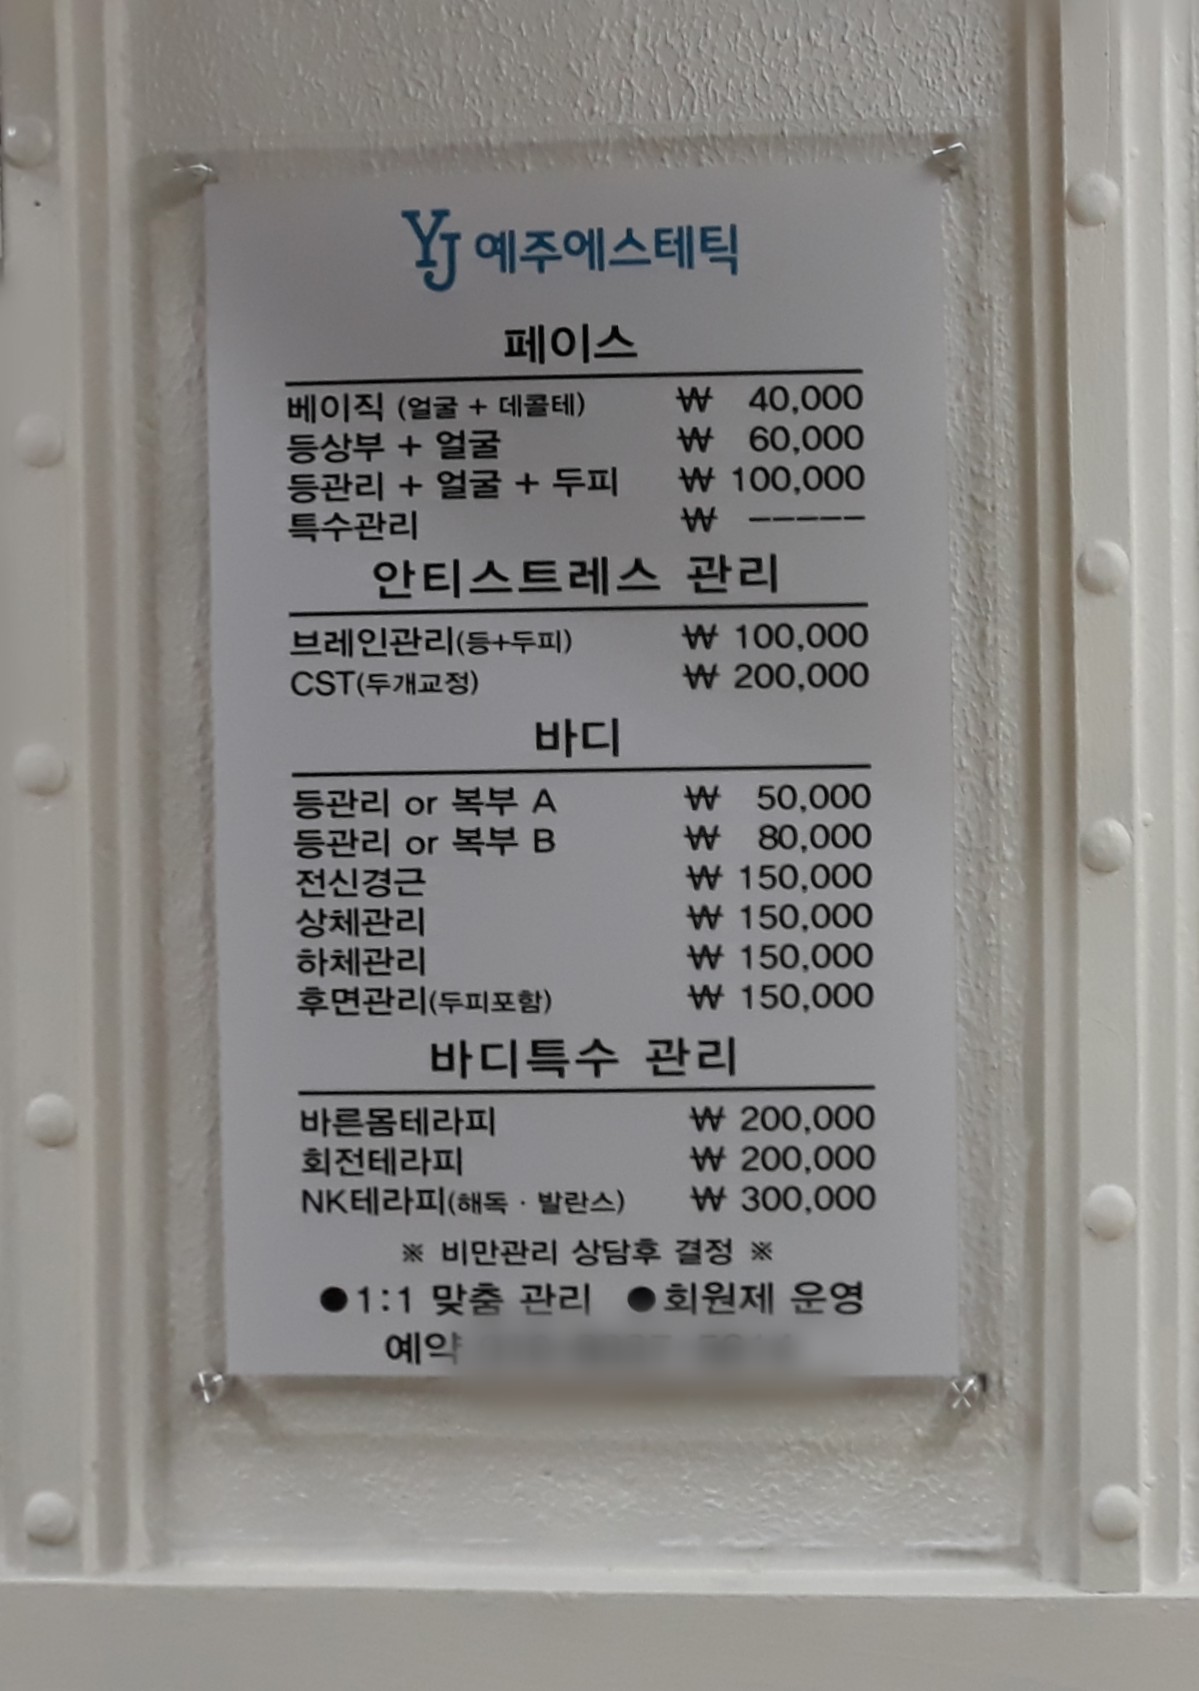 YJ 예주에스테틱
페이스
베이직 (얼굴 + 데콜테) ₩ 40,000
등상부 + 얼굴 ₩ 60,000
등관리 + 얼굴 + 두피 ₩ 100,000
특수관리 ₩ -----
안티스트레스 관리
브레인관리(등+두피) ₩ 100,000
CST(두개교정) ₩ 200,000
바디
등관리 or 복부 A ₩ 50,000
등관리 or 복부 B ₩ 80,000
전신경근 ₩ 150,000
상체관리 ₩ 150,000
하체관리 ₩ 150,000
후면관리(두피포함) ₩ 150,000
바디특수 관리
바른몸테라피 ₩ 200,000
회전테라피 ₩ 200,000
NK테라피(해독 · 발란스) ₩ 300,000
※ 비만관리 상담후 결정 ※
●1:1 맞춤 관리 ●회원제 운영
예약